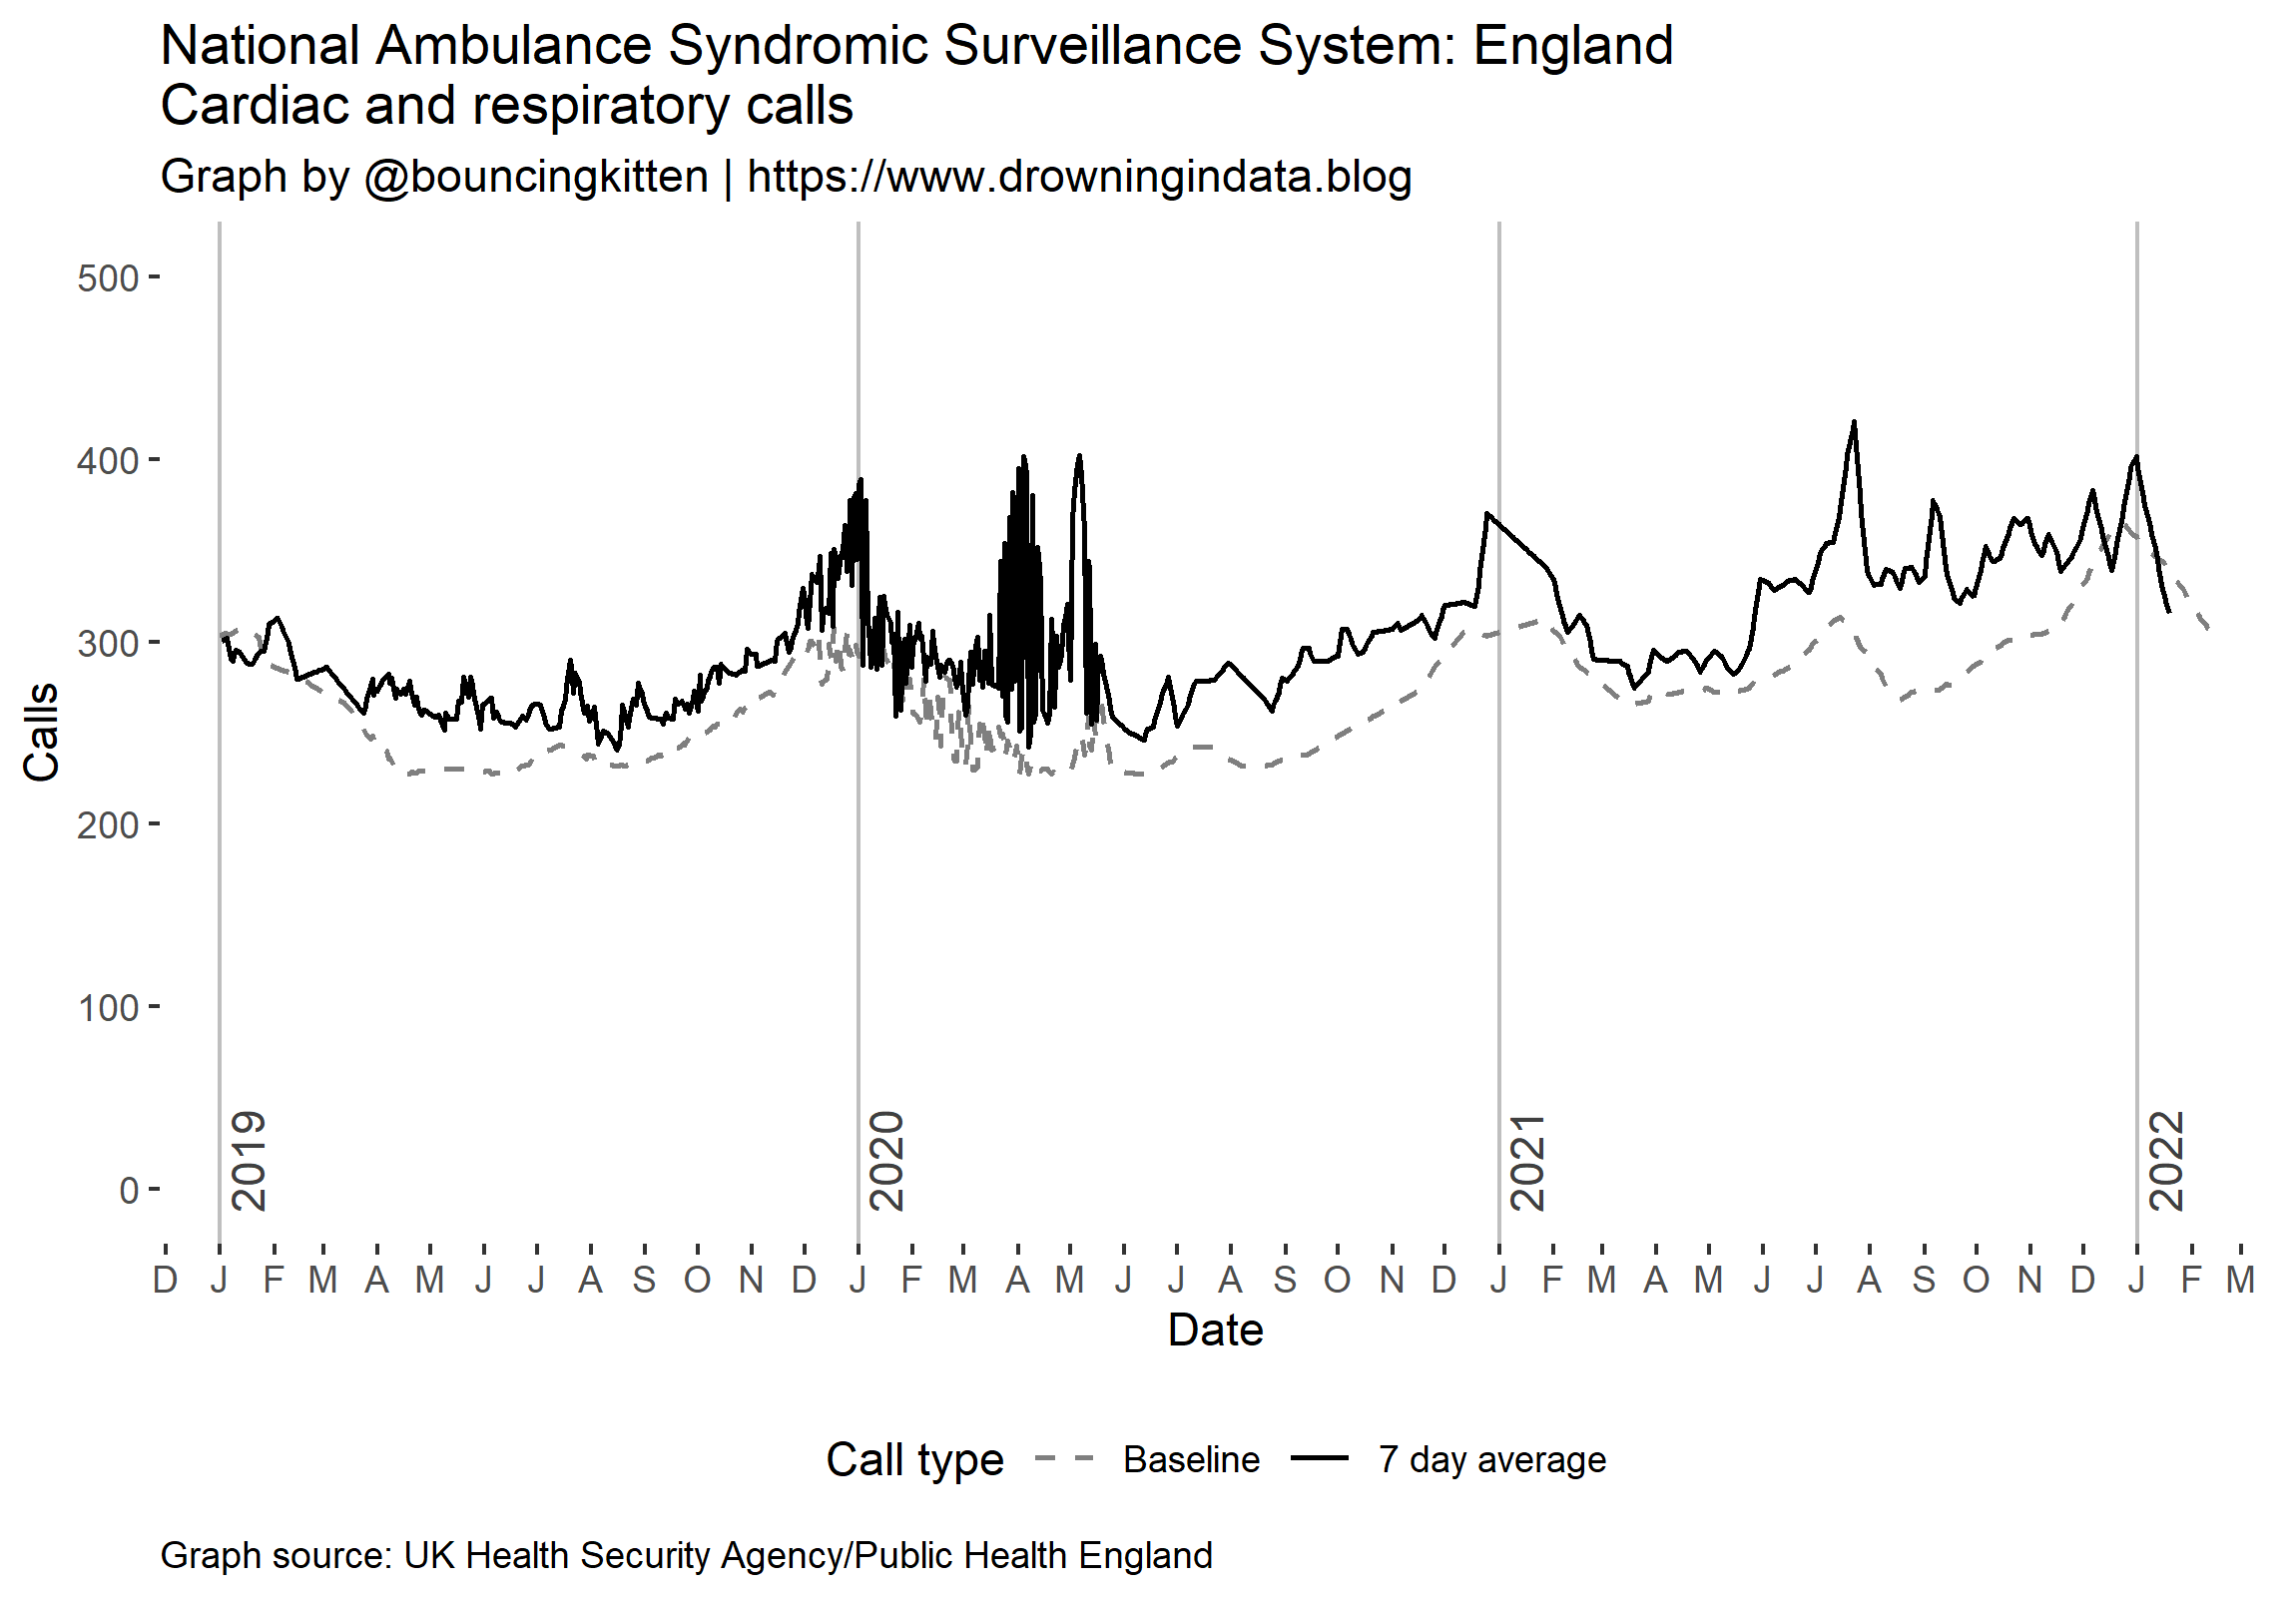 National Ambulance Syndromic Surveillance System: England
Cardiac and respiratory calls
Graph by @bouncingkitten | https://www.drowningindata.blog
500
400
300
200
100
0
Calls
2019
2020
2021
2022
D J F M A M J J A S O N D J F M A M J J A S O N D J F M A M J J A S O N D J F M
Date
Call type Baseline 7 day average
Graph source: UK Health Security Agency/Public Health England